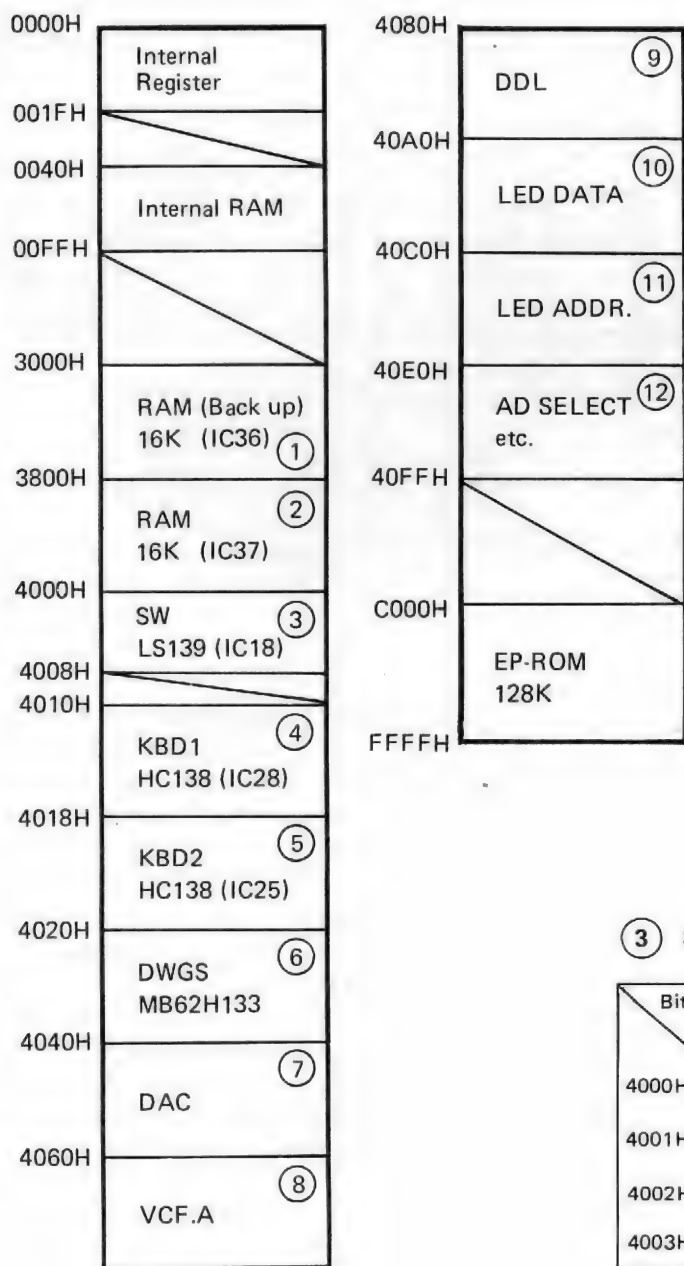 0000H
Internal
Register
001FH
0040H
Internal RAM
00FFH
3000H
RAM (Back up)
16K (IC36) 1
3800H
2
RAM
16K (IC37)
4000H
SW 3
LS139 (IC18)
4008H
4010H
4
KBD1
HC138 (IC28)
4018H
5
KBD2
HC138 (IC25)
4020H
6
DWGS
MB62H133
4040H
7
DAC
4060H
8
VCF.A
4080H
9
DDL
40A0H
10
LED DATA
40C0H
11
LED ADDR.
40E0H
AD SELECT 12
etc.
40FFH
C000H
EP-ROM
128K
FFFFH
3
Bit
4000H
4001H
4002H
4003H